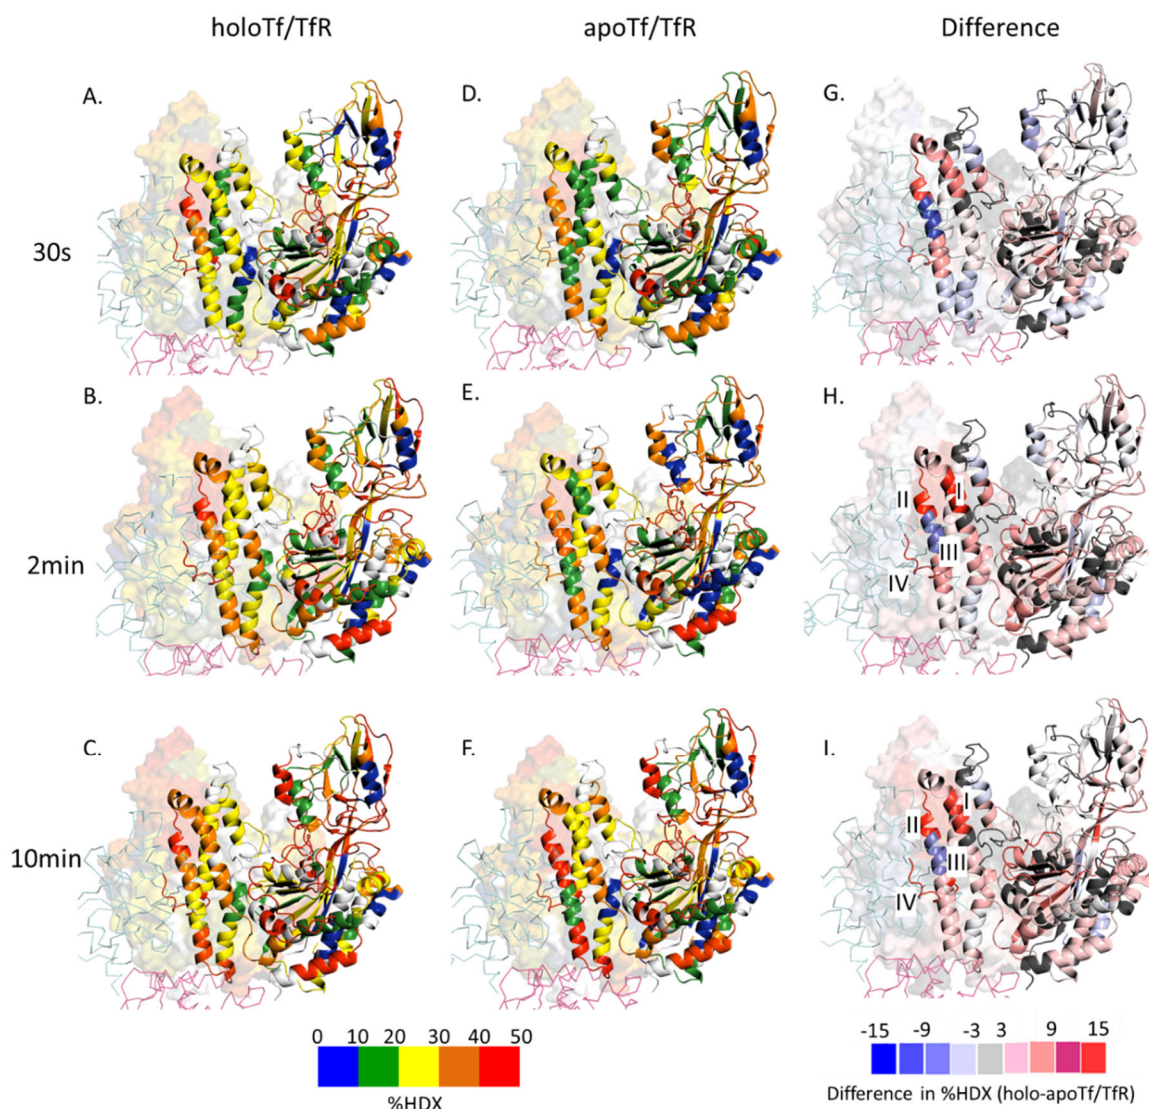 holoTf/TfR apoTf/TfR Difference
A. D. G.
30s
B. E. H.
I
II
2min
III
IV
C. F. I.
I
II
10min
III
IV
0 10 20 30 40 50
%HDX
-15 -9 -3 3 9 15
Difference in %HDX (holo-apoTf/TfR)